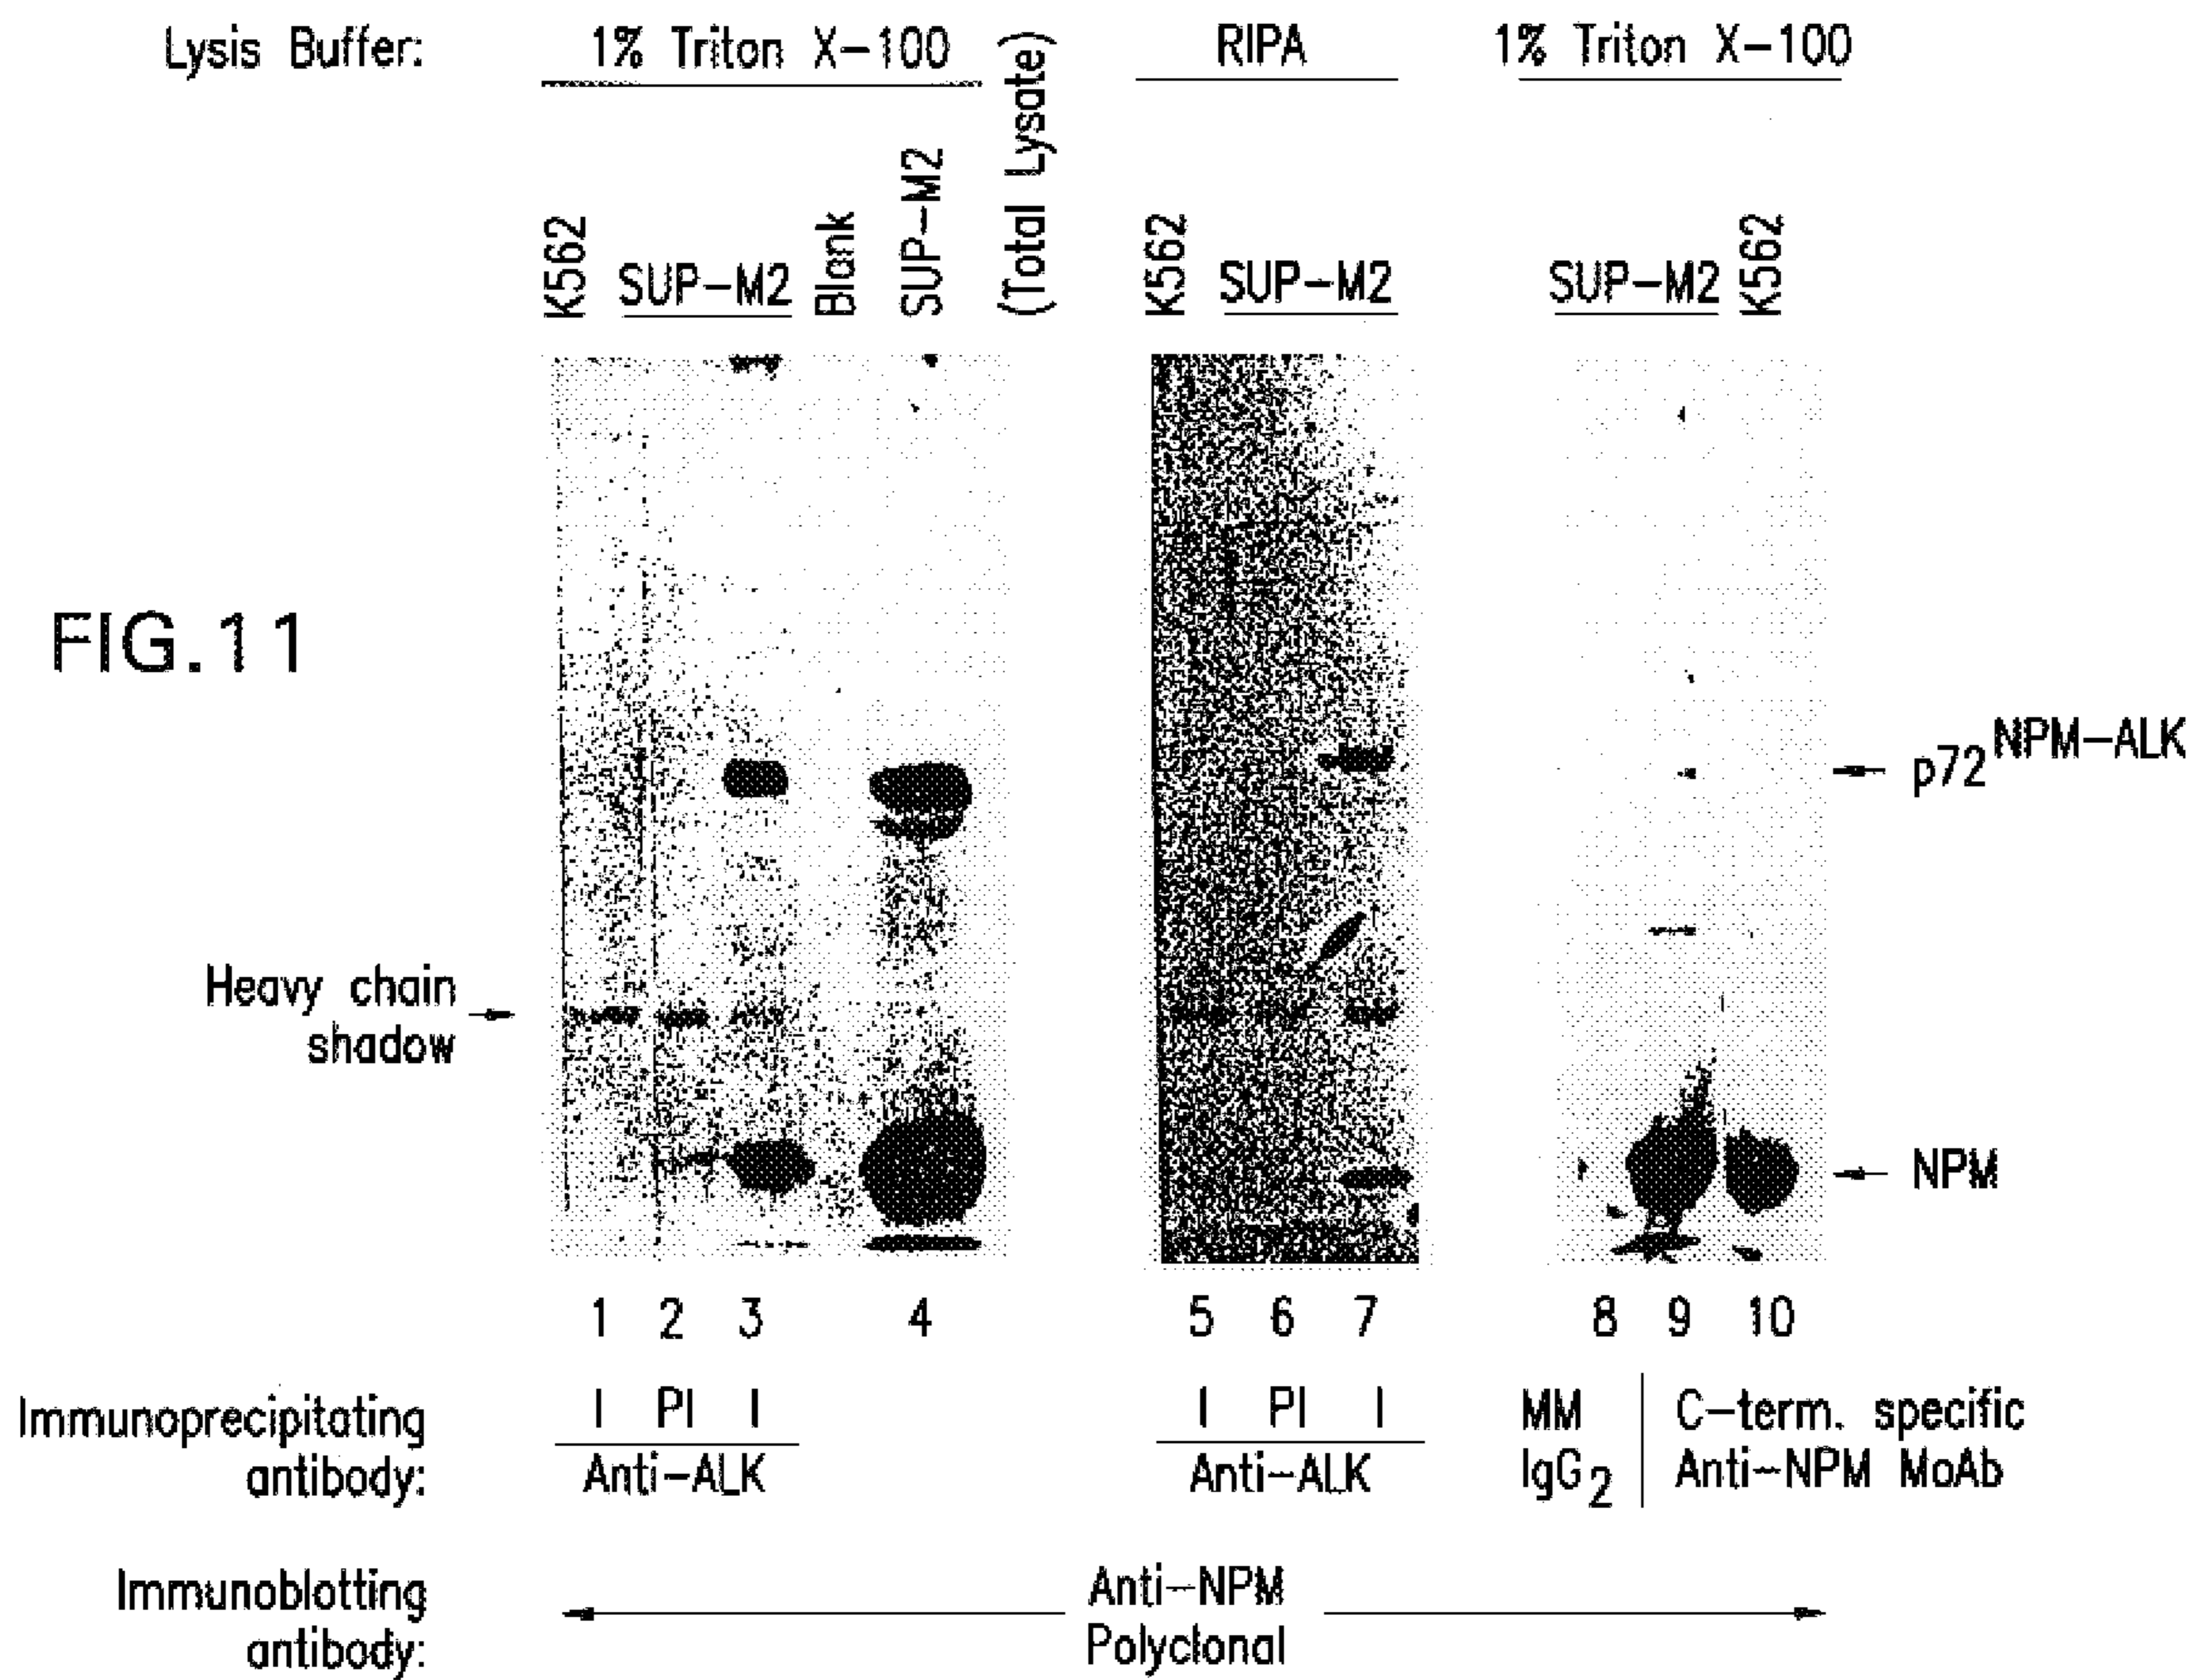 Lysis Buffer: 1% Triton X-100 RIPA 1% Triton X-100
K562 SUP-M2 Blank SUP-M2 (Total Lysate) K562 SUP-M2 SUP-M2 K562
FIG.11
p72 NPM-ALK
Heavy chain
shadow
NPM
1 2 3 4 5 6 7 8 9 10
Immunoprecipitating
antibody:
I PI I
Anti-ALK
I PI I
Anti-ALK
MM
IgG2
C-term. specific
Anti-NPM MoAb
Immunoblotting
antibody:
Anti-NPM
Polyclonal